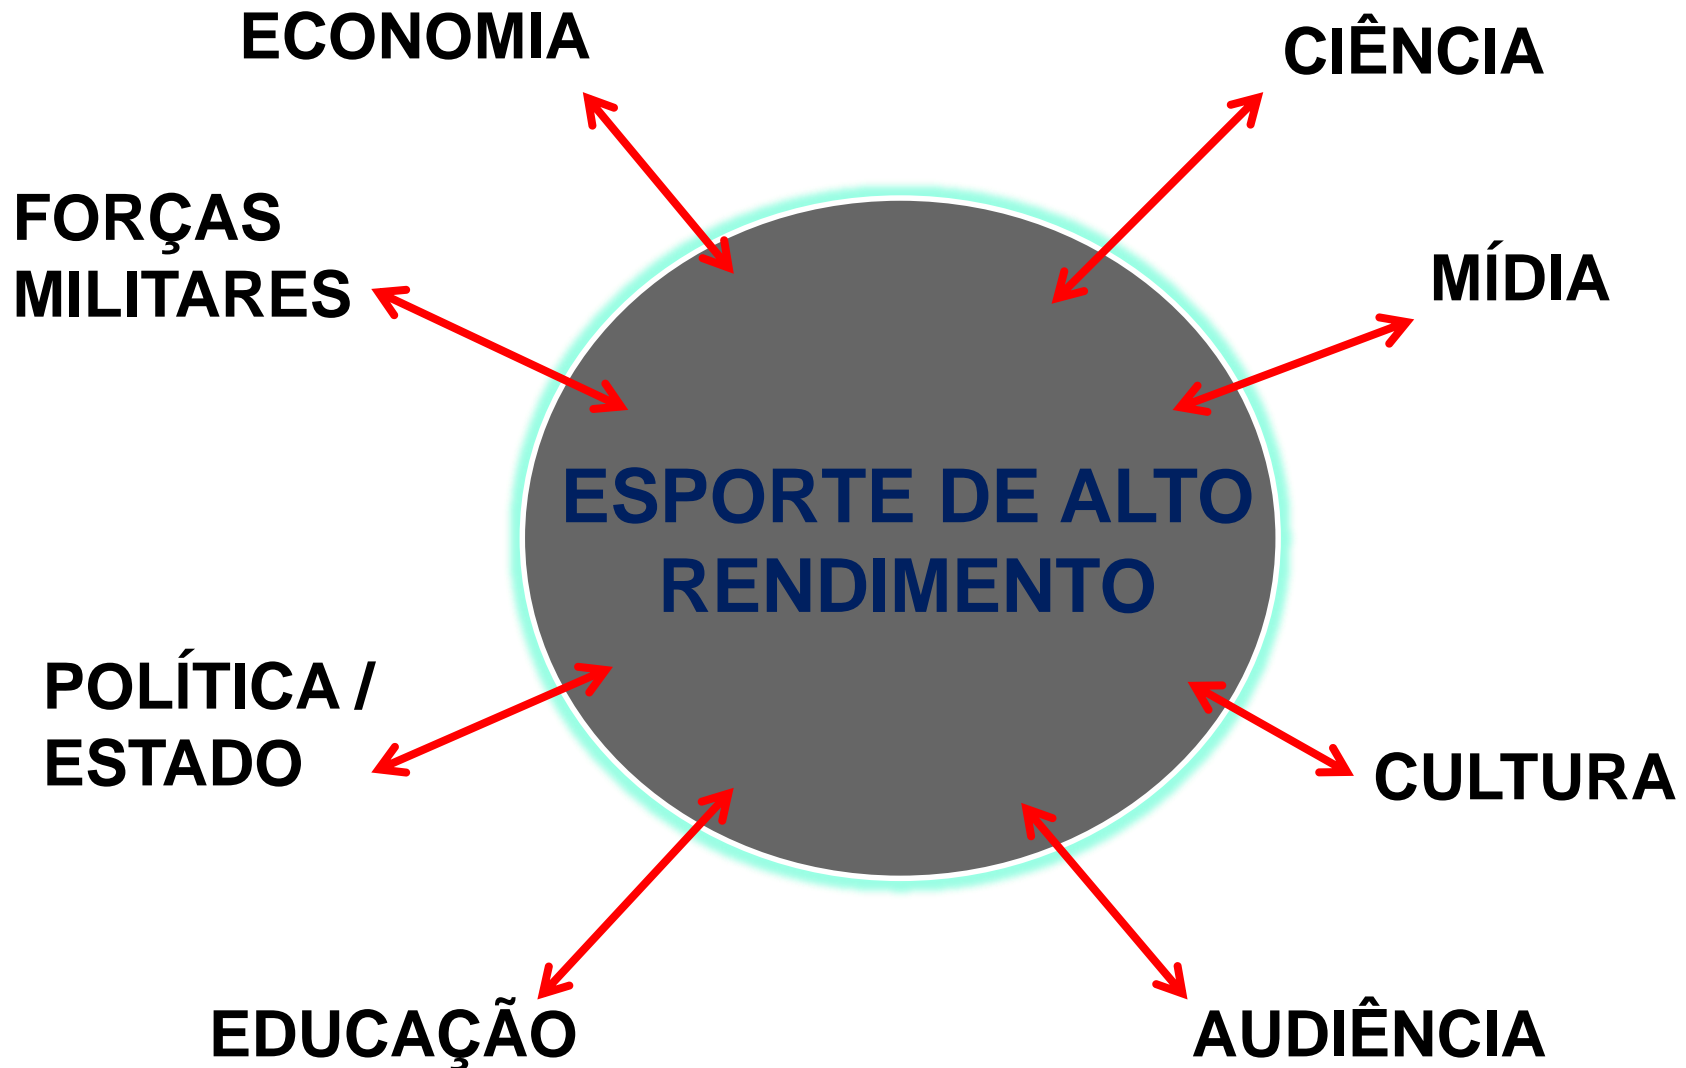 ECONOMIA
CIÊNCIA
FORÇAS
MILITARES
MÍDIA
ESPORTE DE ALTO
RENDIMENTO
POLÍTICA /
ESTADO
CULTURA
EDUCAÇÃO
AUDIÊNCIA